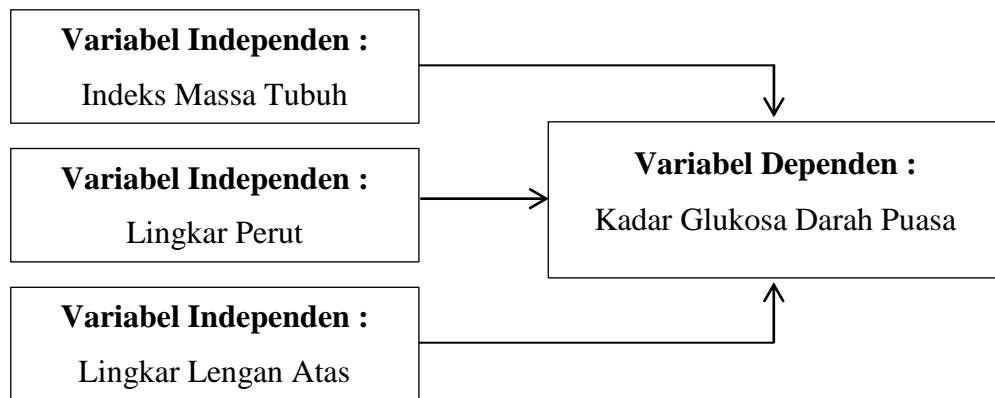 Variabel Independen :
Indeks Massa Tubuh
Variabel Independen :
Lingkar Perut
Variabel Independen :
Lingkar Lengan Atas
Variabel Dependen :
Kadar Glukosa Darah Puasa